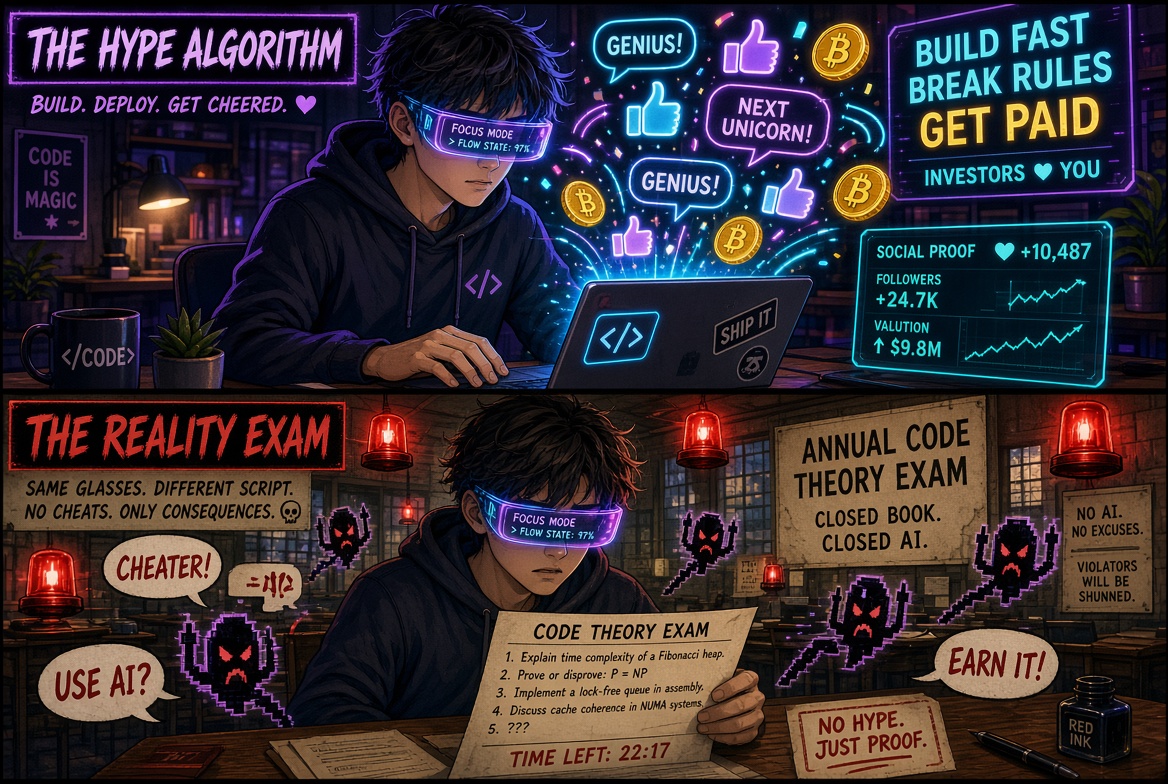 THE HYPE ALGORITHM
BUILD. DEPLOY. GET CHEERED.
CODE
IS
MAGIC
</CODE>
FOCUS MODE
> FLOW STATE: 97%
</>
GENIUS!
NEXT
UNICORN!
GENIUS!
</>
SHIP IT
BUILD FAST
BREAK RULES
GET PAID
INVESTORS ♥ YOU
SOCIAL PROOF ♥ +10,487
FOLLOWERS
+24.7K
VALUTION
↑ $9.8M
THE REALITY EXAM
SAME GLASSES. DIFFERENT SCRIPT.
NO CHEATS. ONLY CONSEQUENCES.
CHEATER!
USE AI?
FOCUS MODE
> FLOW STATE: 97%
ANNUAL CODE
THEORY EXAM
CLOSED BOOK.
CLOSED AI.
NO AI.
NO EXCUSES.
VIOLATORS
WILL BE
SHUNNED.
EARN IT!
CODE THEORY EXAM
1. Explain time complexity of a Fibonacci heap.
2. Prove or disprove: P = NP
3. Implement a lock-free queue in assembly.
4. Discuss cache coherence in NUMA systems.
5. ???
TIME LEFT: 22:17
NO HYPE.
JUST PROOF.
RED
INK